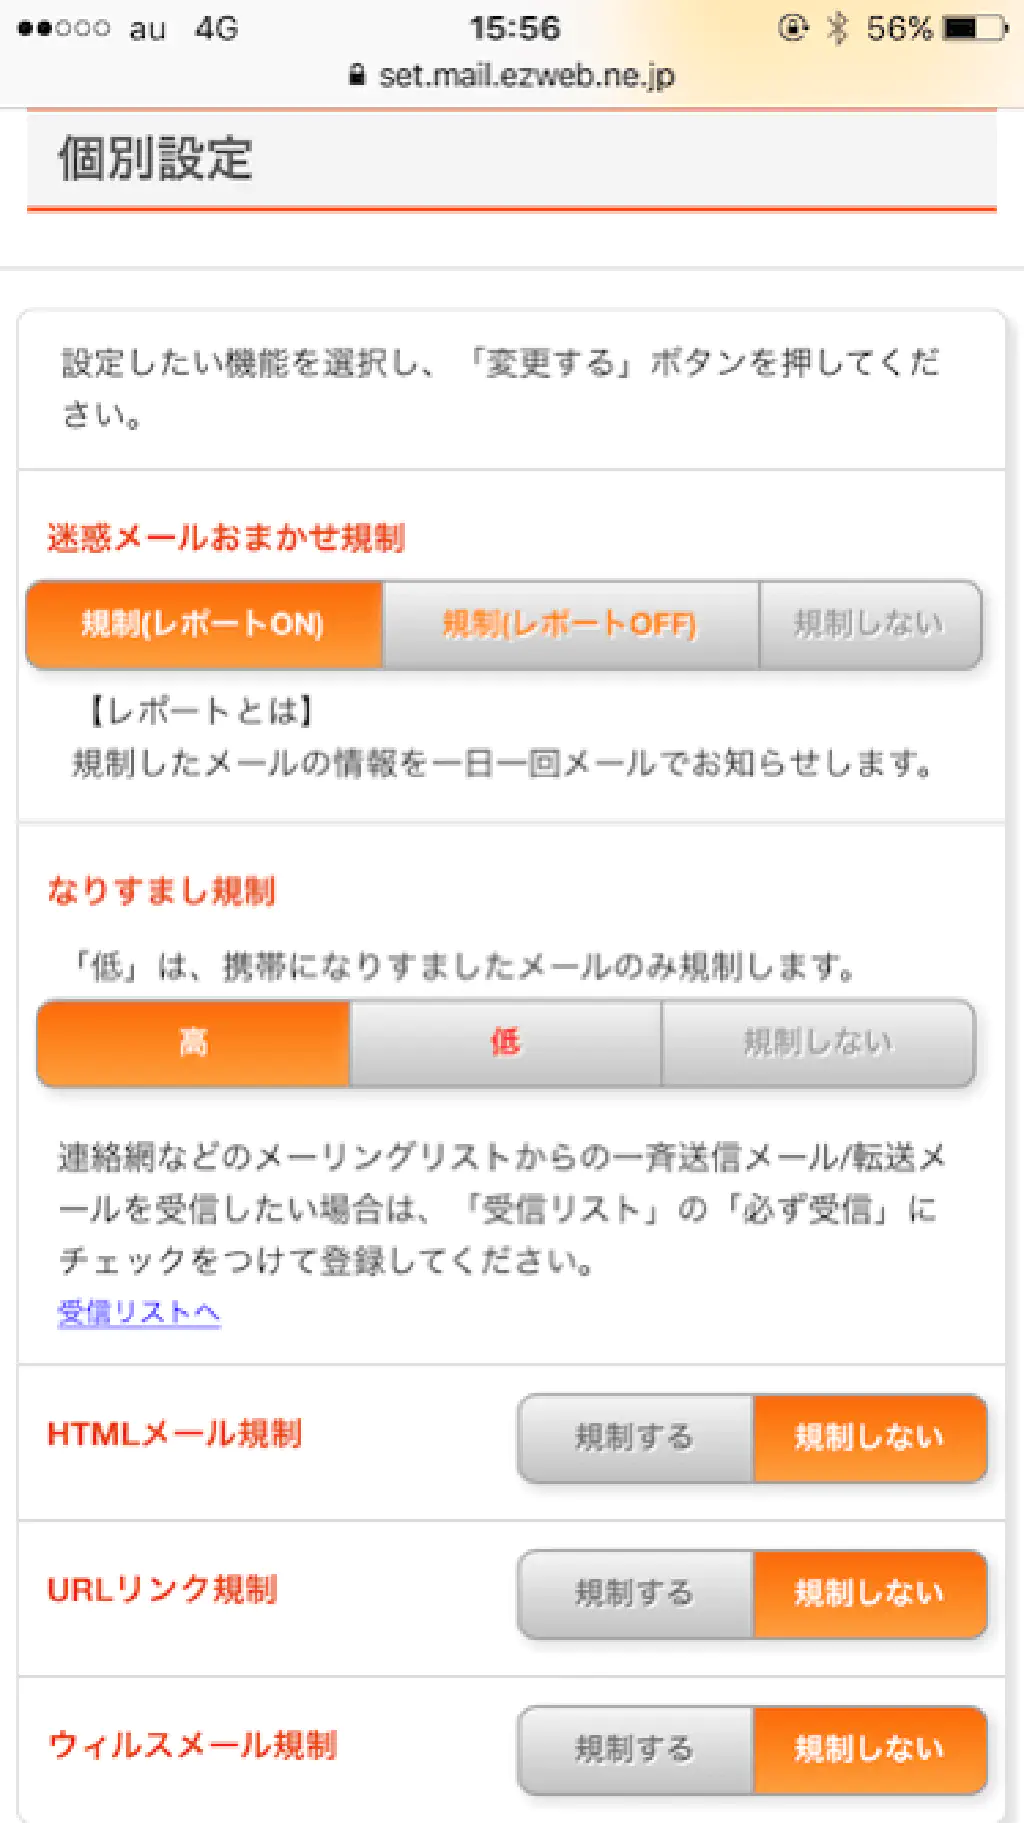 au 4G 15:56 56%
set.mail.ezweb.ne.jp
個別設定
設定したい機能を選択し、「変更する」ボタンを押してくだ
さい。
迷惑メールおまかせ規制
規制(レポートON) 規制(レポートOFF) 規制しない
【レポートとは】
規制したメールの情報を一日一回メールでお知らせします。
なりすまし規制
「低」は、携帯になりすましたメールのみ規制します。
高 低 規制しない
連絡網などのメーリングリストからの一斉送信メール/転送メ
ールを受信したい場合は、「受信リスト」の「必ず受信」に
チェックをつけて登録してください。
受信リストへ
HTMLメール規制 規制する 規制しない
URLリンク規制 規制する 規制しない
ウィルスメール規制 規制する 規制しない